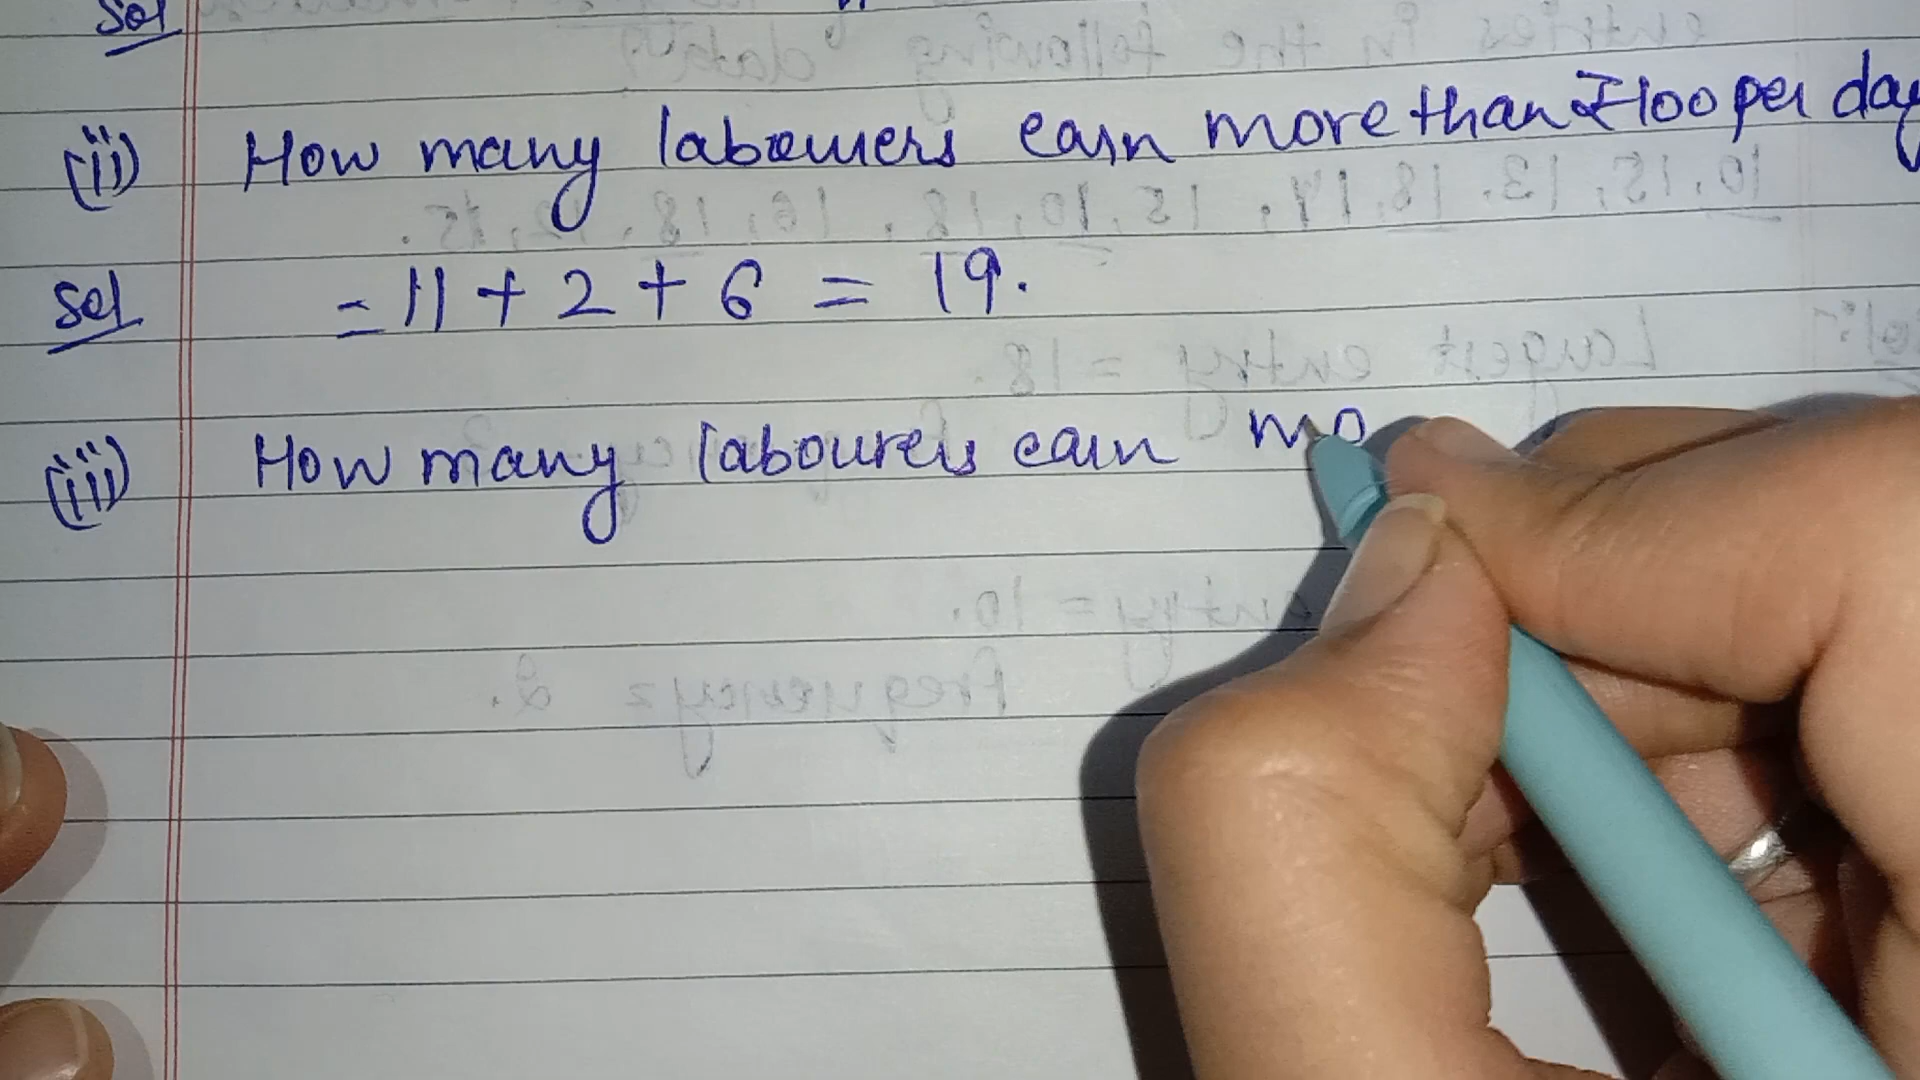 Sol
(ii) How many labourers earn more than ₹100 per day
Sol = 11 + 2 + 6 = 19.
(iii) How many labourers earn mo